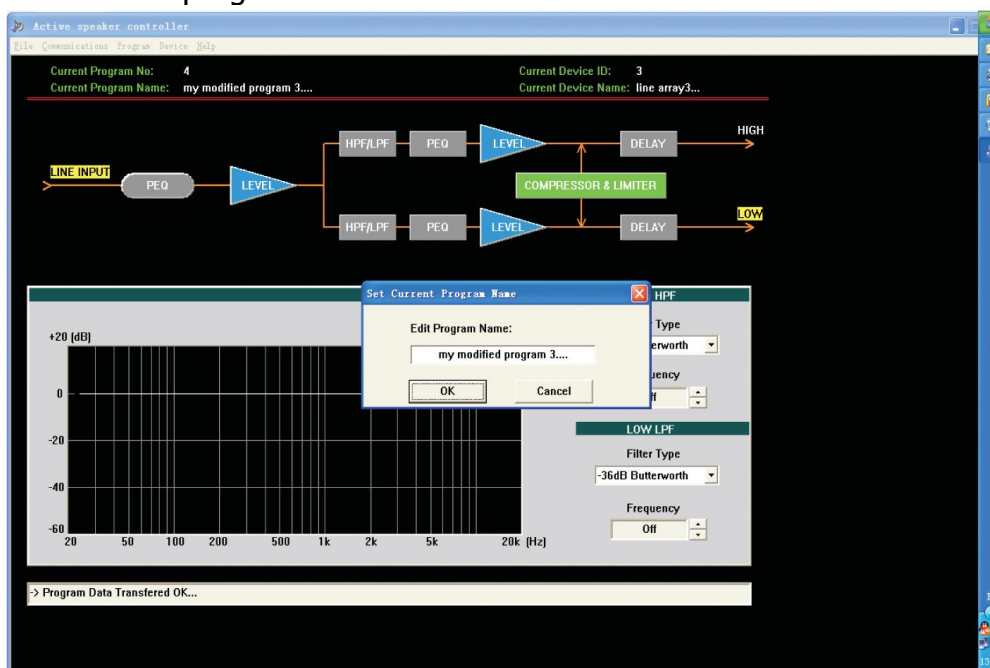 Active speaker controller
File Communications Program Device Help
Current Program No: 4
Current Device ID: 3
Current Program Name: my modified program 3....
Current Device Name: line array3...
HIGH
HPF/LPF PEQ LEVEL DELAY
LINE INPUT
PEQ LEVEL
COMPRESSOR & LIMITER
LOW
HPF/LPF PEQ LEVEL DELAY
Set Current Program Name
HPF
Edit Program Name:
Type
+20 (dB)
my modified program 3....
erworth
OK Cancel
0
-20
LOW LPF
Filter Type
-40
-36dB Butterworth
Frequency
-60
Off
20 50 100 200 500 1k 2k 5k 20k (Hz)
-> Program Data Transfered OK...